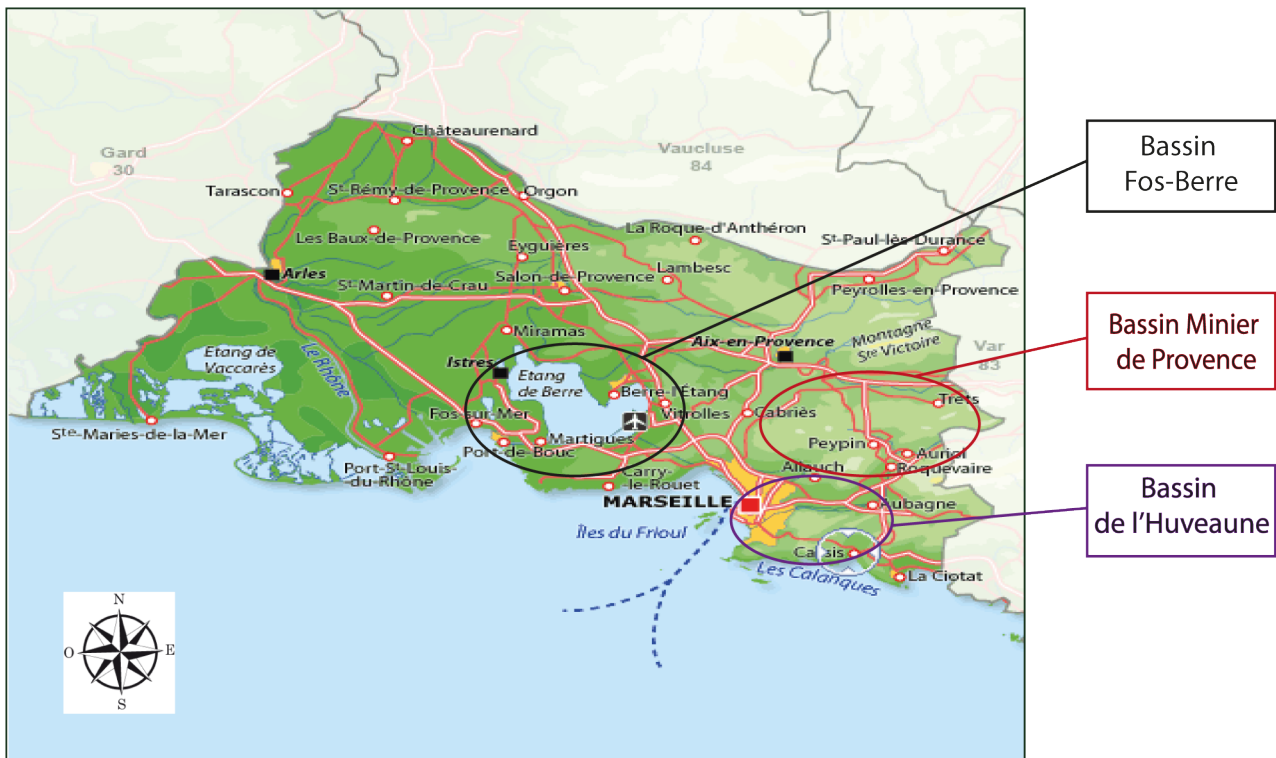 Châteaurenard
Gard
30
Vaucluse
84
Tarascon
St-Rémy-de-Provence
Orgon
Les Baux-de-Provence
La Roque-d'Anthéron
St-Paul-lès-Durance
Eyguières
Arles
Salon-de-Provence
Lambesc
Peyrolles-en-Provence
St-Martin-de-Crau
Miramas
Aix-en-Provence
Montagne
Ste Victoire
Var
83
Etang de
Vaccarès
Le Rhône
Istres
Etang
de Berre
Berre-l'Étang
Vitrolles
Cabriès
Trets
Fos-sur-Mer
Ste-Maries-de-la-Mer
Martigues
Port-de-Bouc
Peypin
Auriol
Roquevaire
Port-St-Louis-
du-Rhône
Carry-
le-Rouet
Allauch
MARSEILLE
Aubagne
Îles du Frioul
Cassis
Les Calanques
La Ciotat
N
O
E
S
Bassin
Fos-Berre
Bassin Minier
de Provence
Bassin
de l'Huveaune